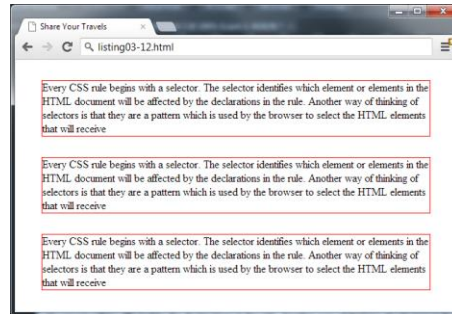 Share Your Travels
listing03-12.html
Every CSS rule begins with a selector. The selector identifies which element or elements in the
HTML document will be affected by the declarations in the rule. Another way of thinking of
selectors is that they are a pattern which is used by the browser to select the HTML elements
that will receive
Every CSS rule begins with a selector. The selector identifies which element or elements in the
HTML document will be affected by the declarations in the rule. Another way of thinking of
selectors is that they are a pattern which is used by the browser to select the HTML elements
that will receive
Every CSS rule begins with a selector. The selector identifies which element or elements in the
HTML document will be affected by the declarations in the rule. Another way of thinking of
selectors is that they are a pattern which is used by the browser to select the HTML elements
that will receive